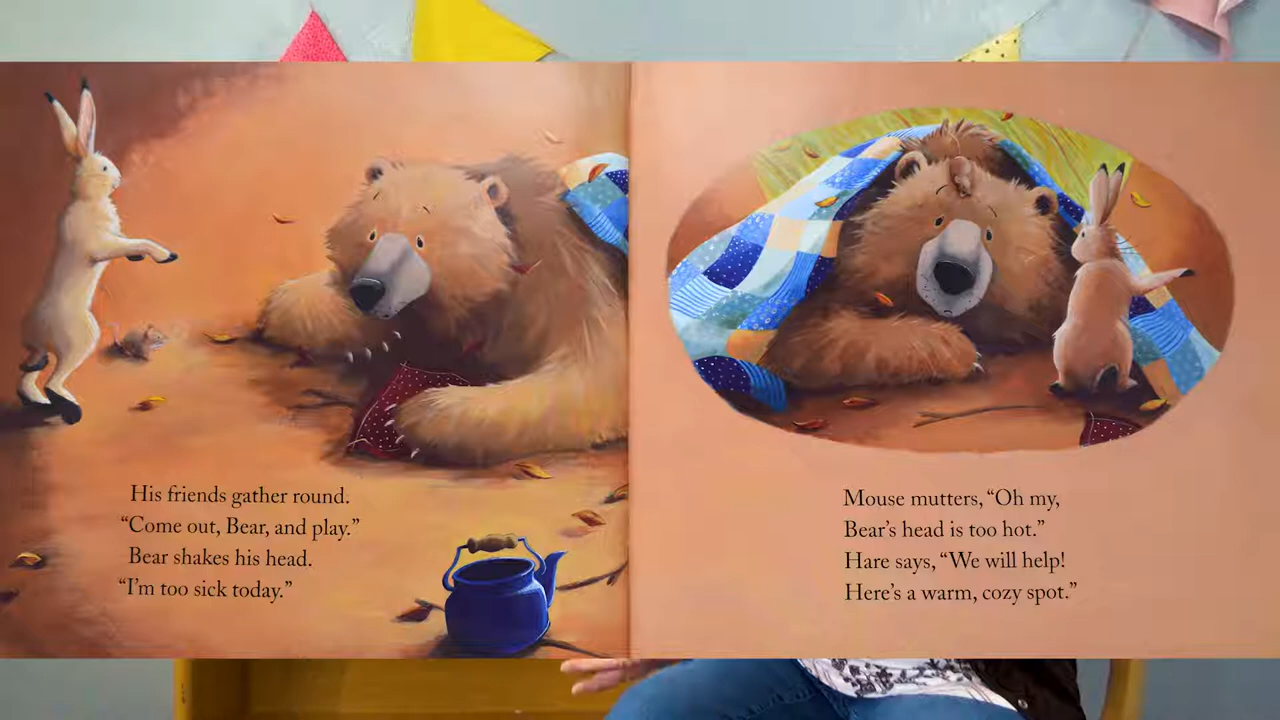 His friends gather round.
“Come out, Bear, and play.”
Bear shakes his head.
“I’m too sick today.”
Mouse mutters, “Oh my,
Bear’s head is too hot.”
Hare says, “We will help!
Here’s a warm, cozy spot.”